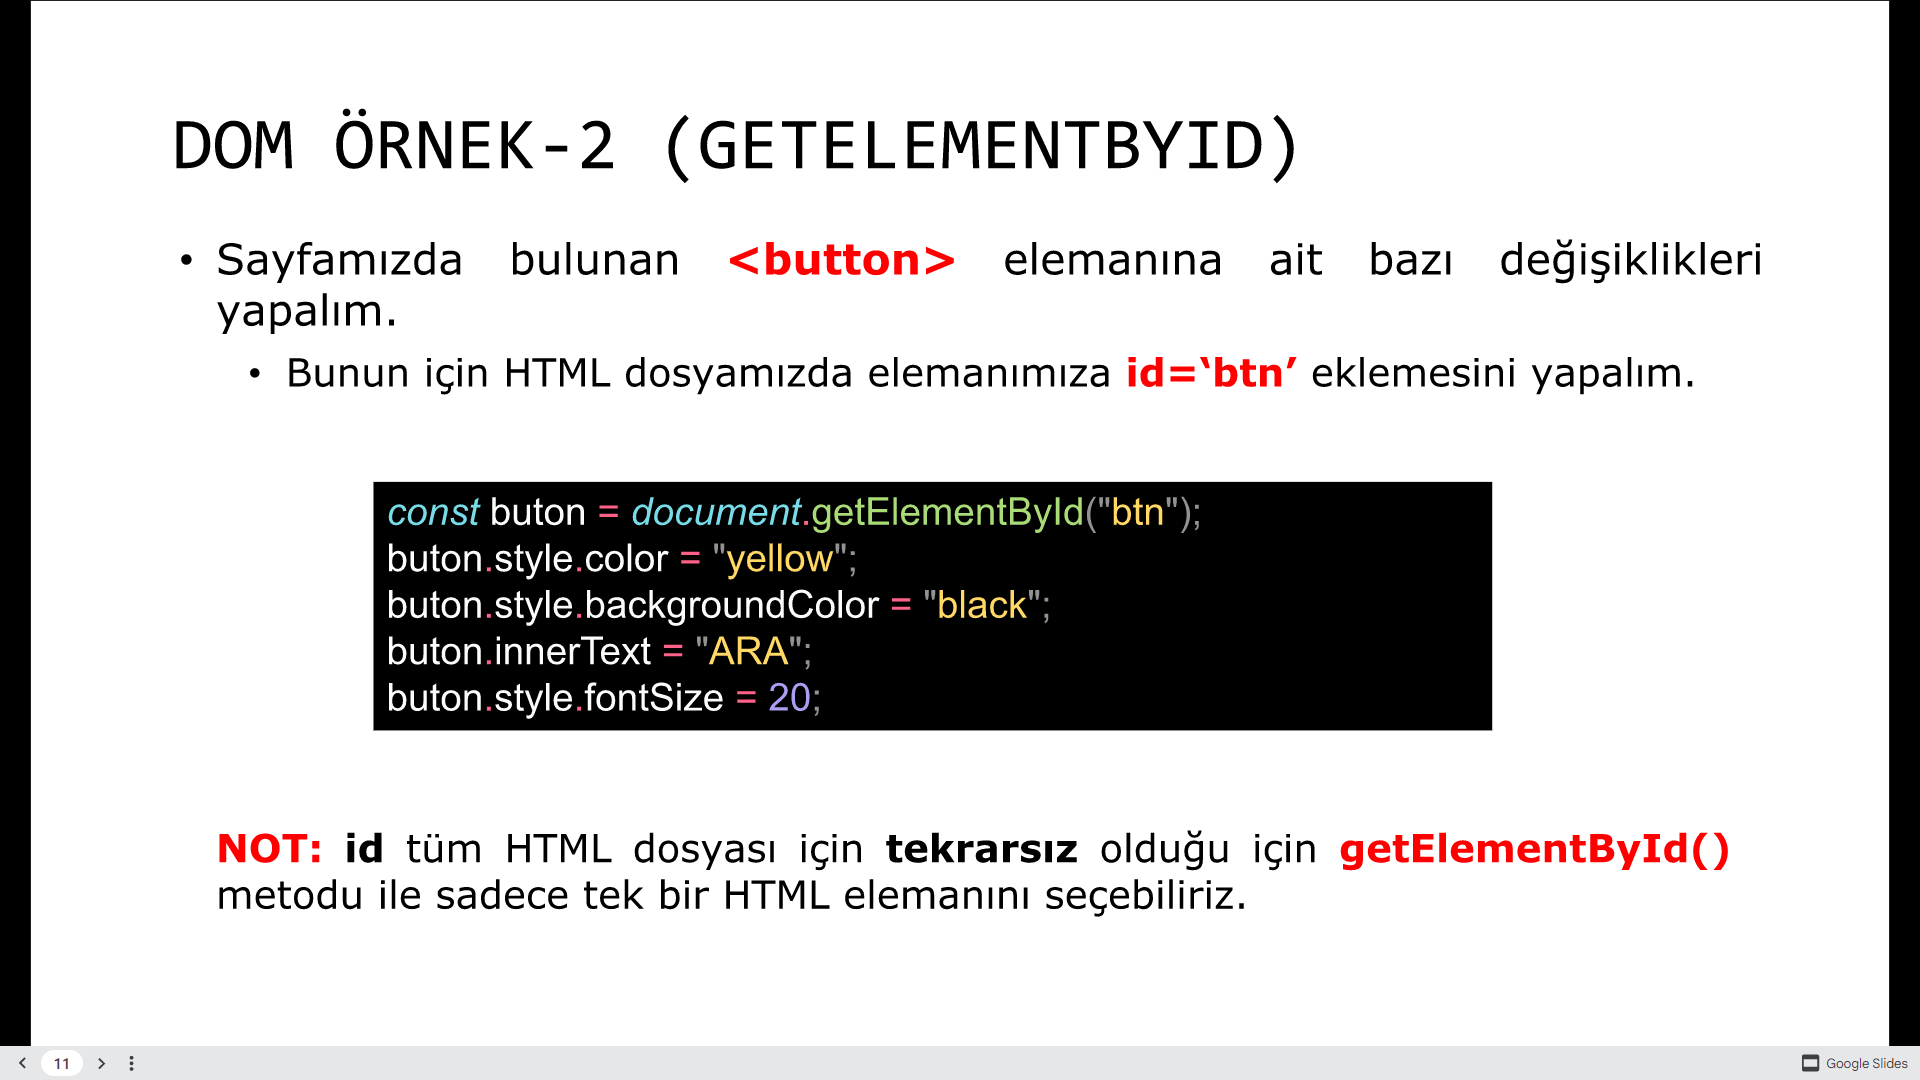 DOM ÖRNEK-2 (GETELEMENTBYID)
• Sayfamızda bulunan <button> elemanına ait bazı değişiklikleri
yapalım.
• Bunun için HTML dosyamızda elemanımıza id=‘btn’ eklemesini yapalım.
const buton = document.getElementById("btn");
buton.style.color = "yellow";
buton.style.backgroundColor = "black";
buton.innerText = "ARA";
buton.style.fontSize = 20;
NOT: id tüm HTML dosyası için tekrarsız olduğu için getElementById()
metodu ile sadece tek bir HTML elemanını seçebiliriz.
11
Google Slides